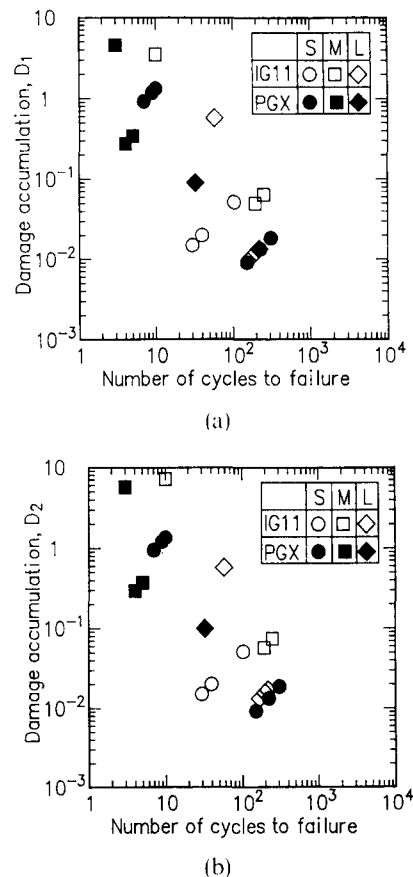 (a)
10
S M L
IG11
PGX
1
10⁻¹
10⁻²
10⁻³
Damage accumulation, D₁
1 10 10² 10³ 10⁴
Number of cycles to failure
(a)
10
S M L
IG11
PGX
1
10⁻¹
10⁻²
10⁻³
Damage accumulation, D₂
1 10 10² 10³ 10⁴
Number of cycles to failure
(b)